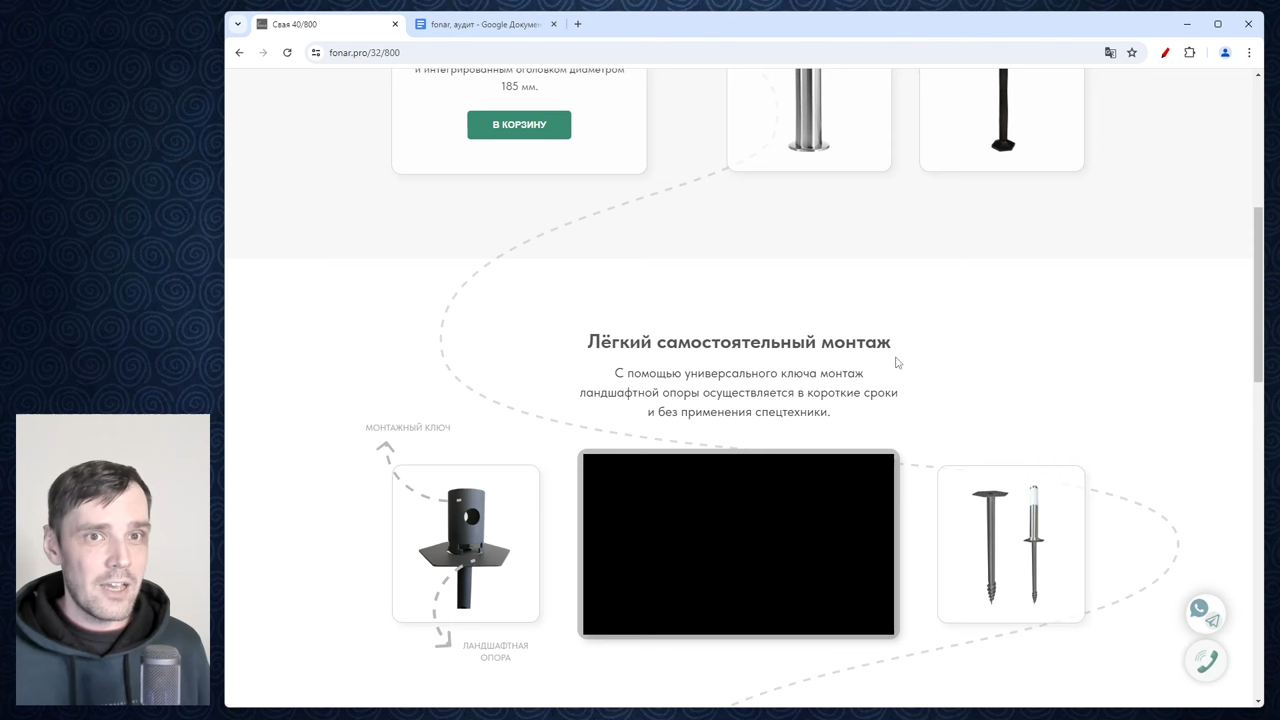 Свая 40/800
fonar, аудит - Google Докумен
fonar.pro/32/800
и интегрированным оголовком диаметром
185 мм.
В КОРЗИНУ
Лёгкий самостоятельный монтаж
С помощью универсального ключа монтаж
ландшафтной опоры осуществляется в короткие сроки
и без применения спецтехники.
МОНТАЖНЫЙ КЛЮЧ
ЛАНДШАФТНАЯ
ОПОРА